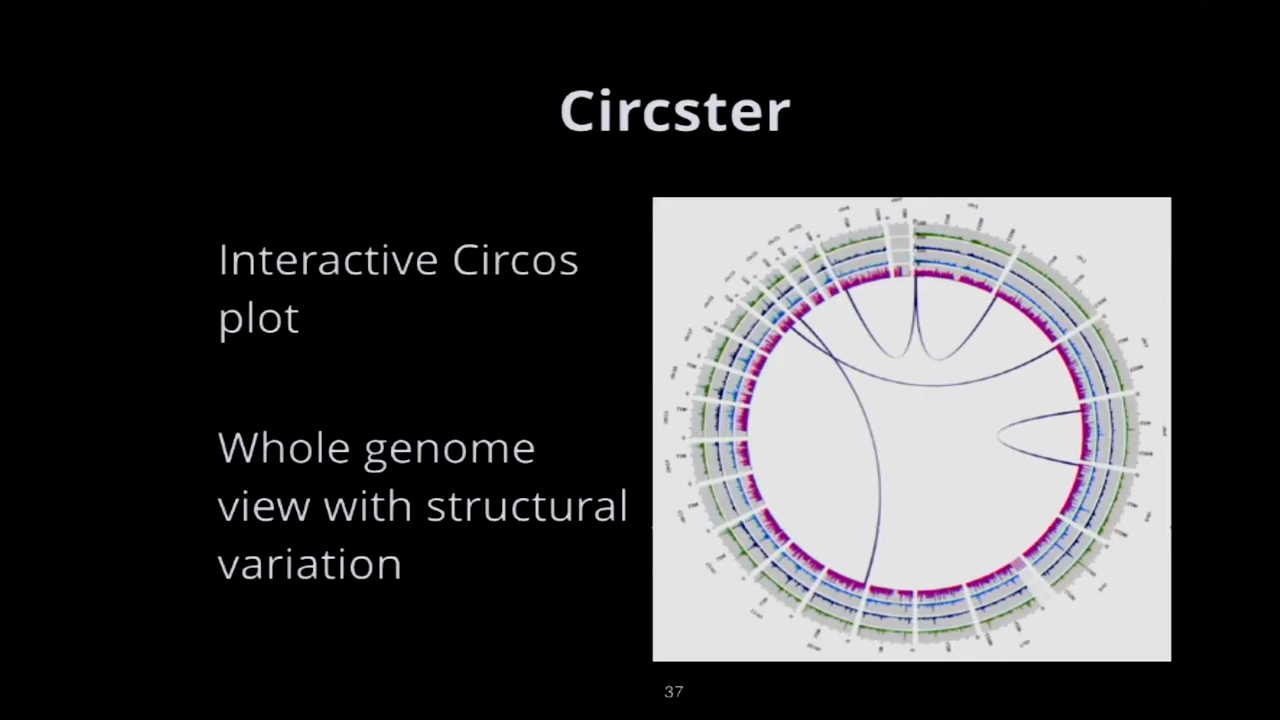 Circster
Interactive Circos
plot
Whole genome
view with structural
variation
37